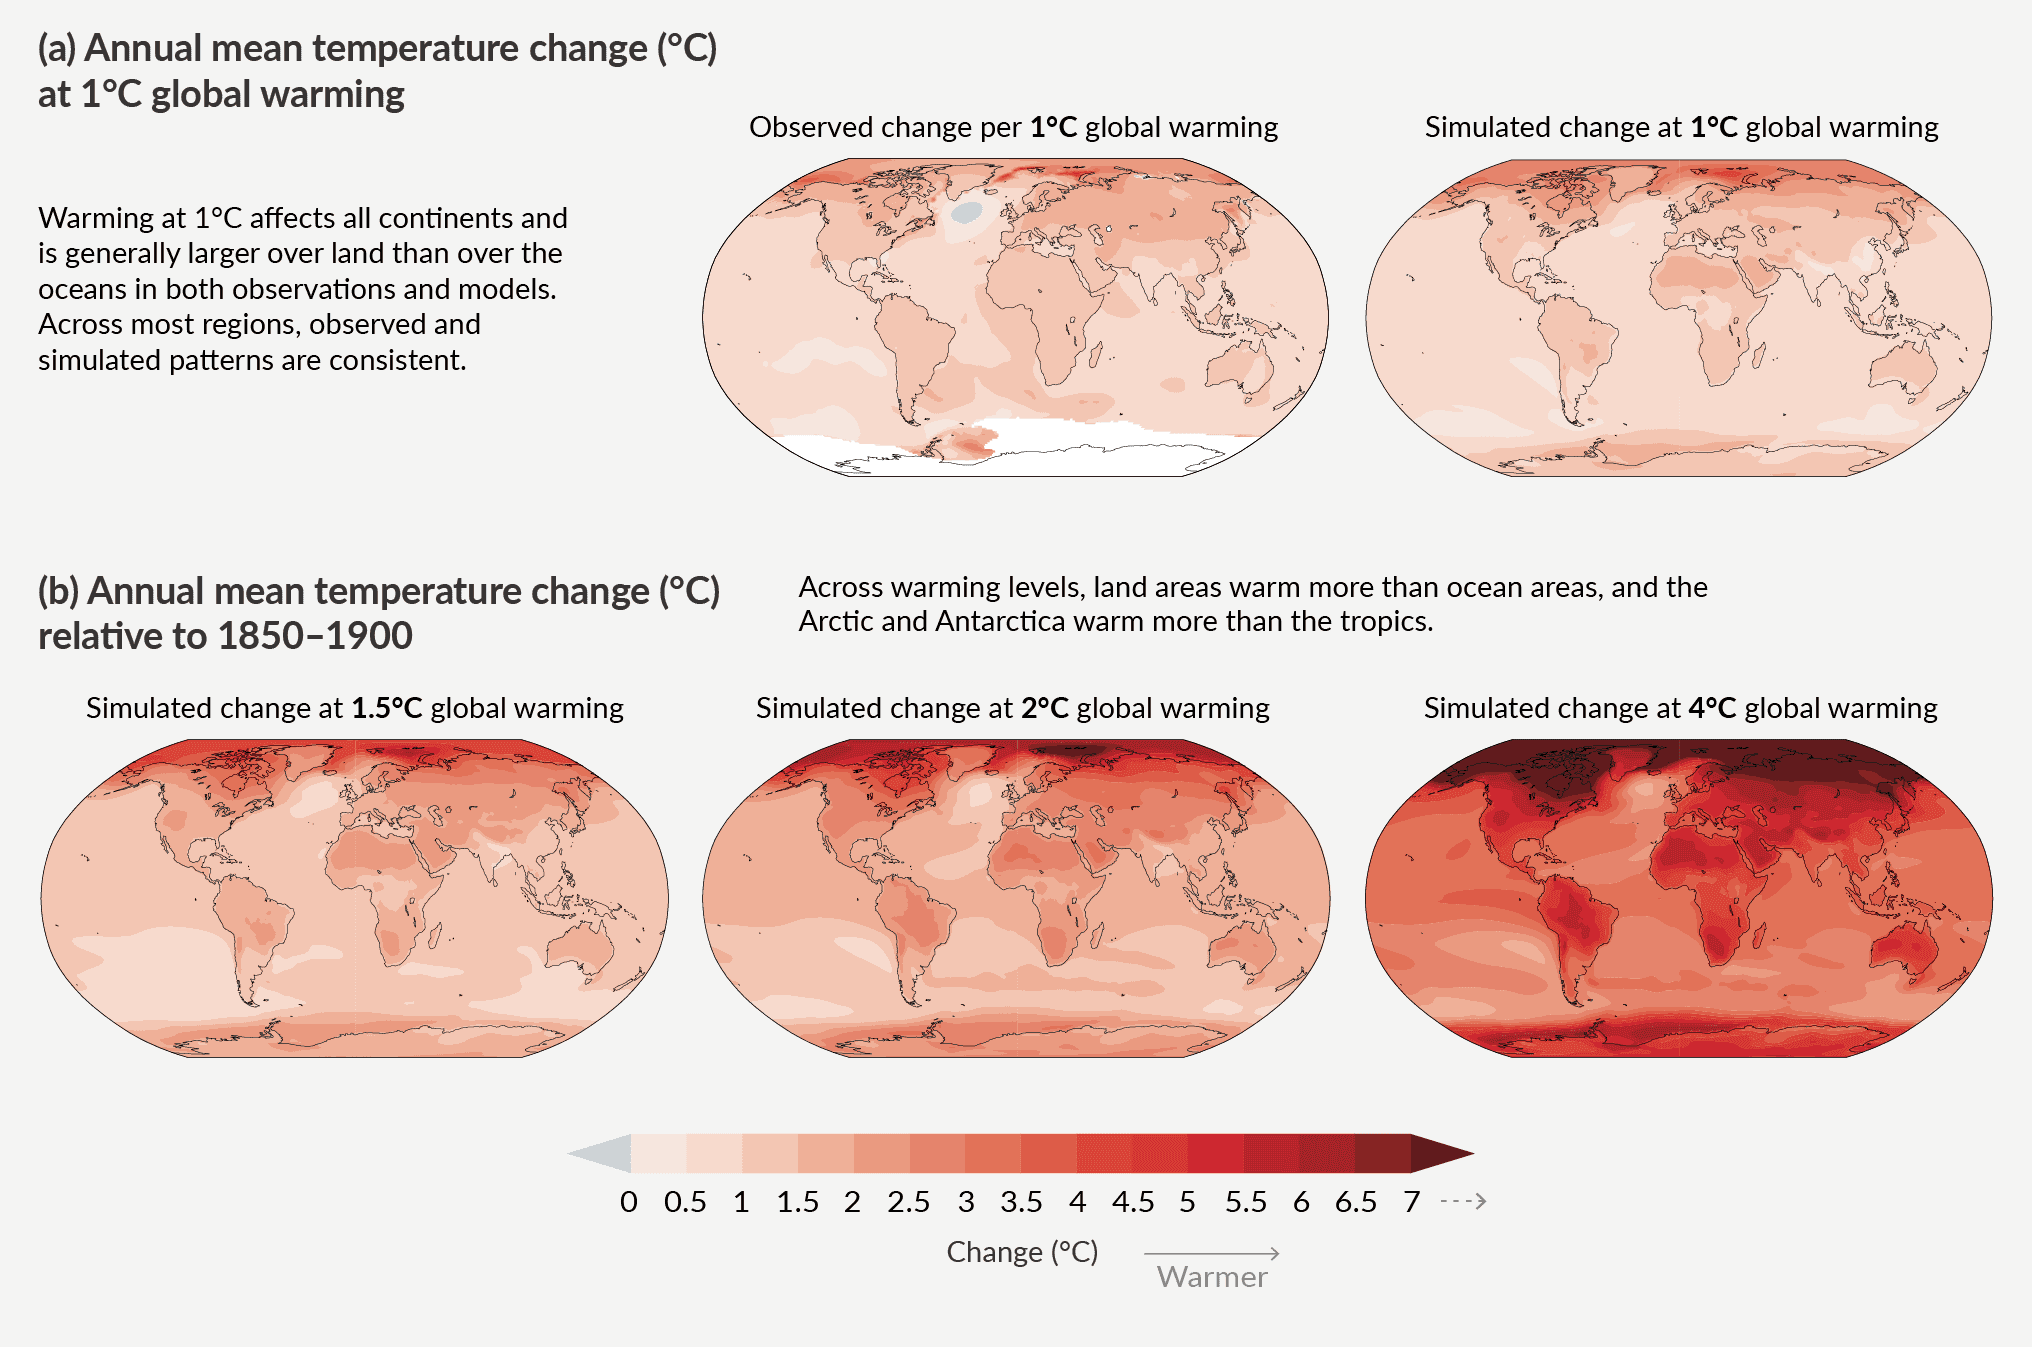 (a) Annual mean temperature change (°C)
at 1°C global warming
Warming at 1°C affects all continents and
is generally larger over land than over the
oceans in both observations and models.
Across most regions, observed and
simulated patterns are consistent.
Observed change per 1°C global warming
Simulated change at 1°C global warming
(b) Annual mean temperature change (°C)
relative to 1850–1900
Across warming levels, land areas warm more than ocean areas, and the
Arctic and Antarctica warm more than the tropics.
Simulated change at 1.5°C global warming
Simulated change at 2°C global warming
Simulated change at 4°C global warming
0 0.5 1 1.5 2 2.5 3 3.5 4 4.5 5 5.5 6 6.5 7
Change (°C)
Warmer